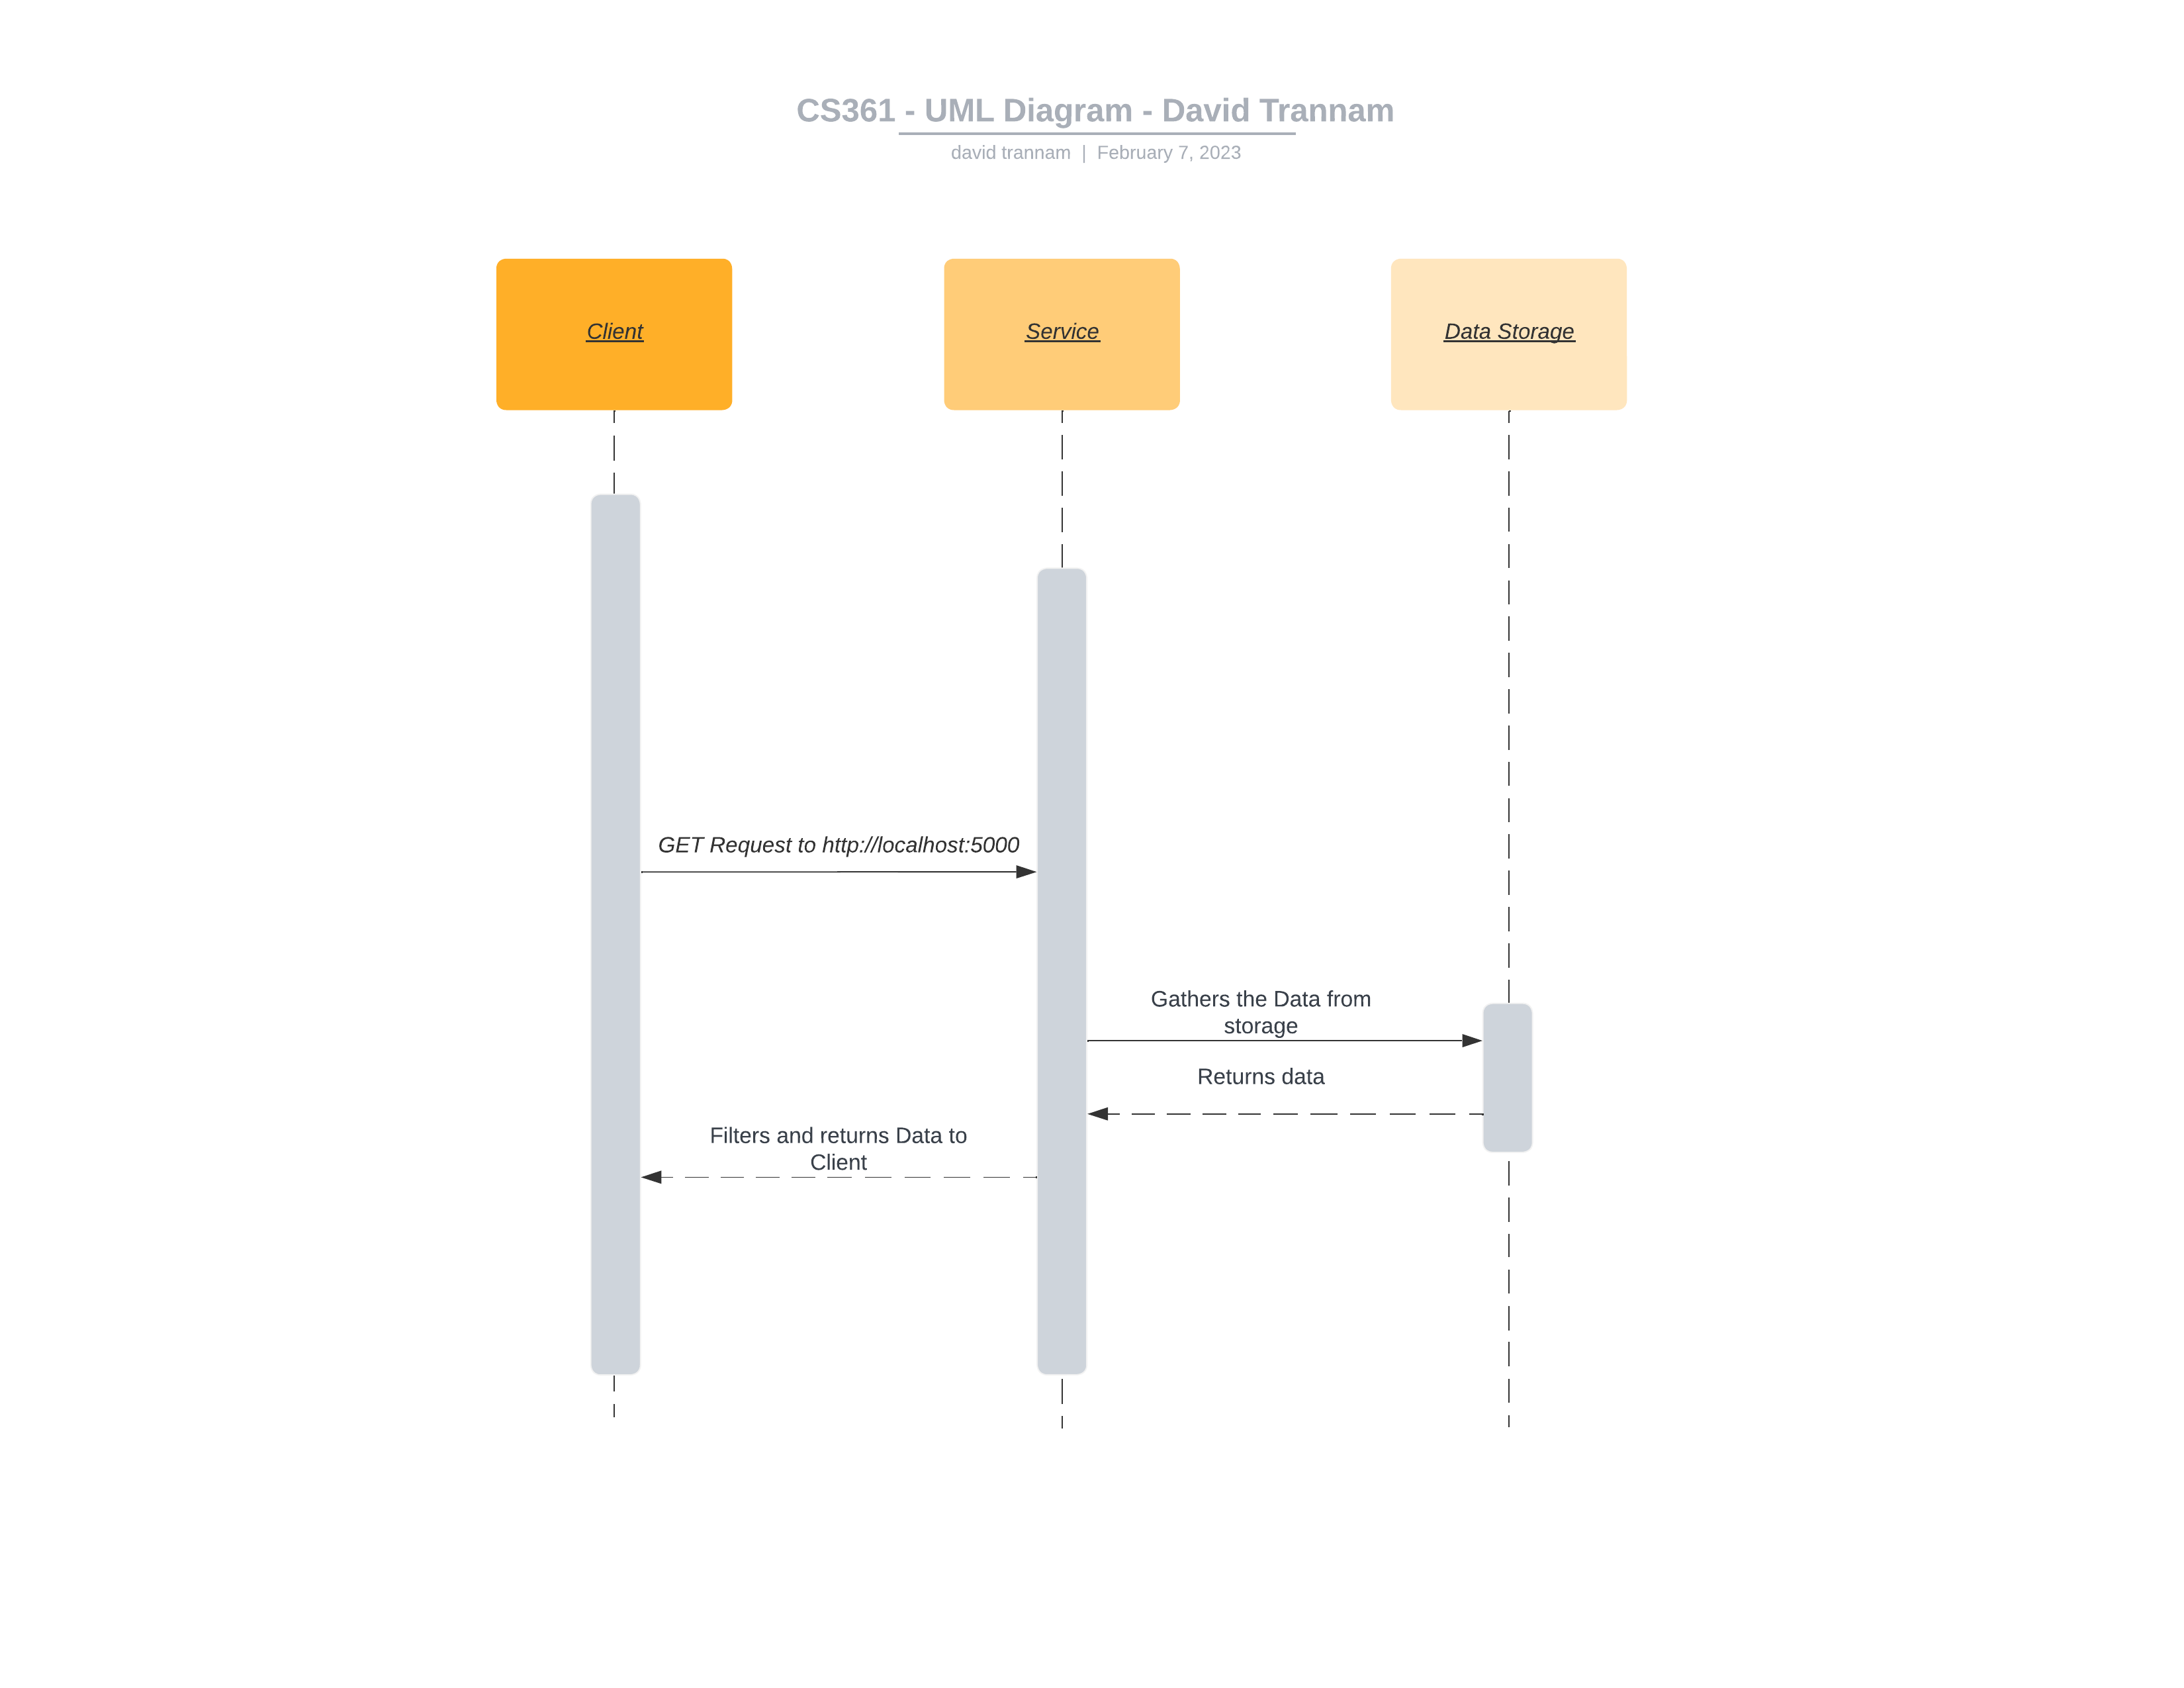 CS361 - UML Diagram - David Trannam
david trannam | February 7, 2023
Client
Service
Data Storage
GET Request to http://localhost:5000
Gathers the Data from
storage
Returns data
Filters and returns Data to
Client